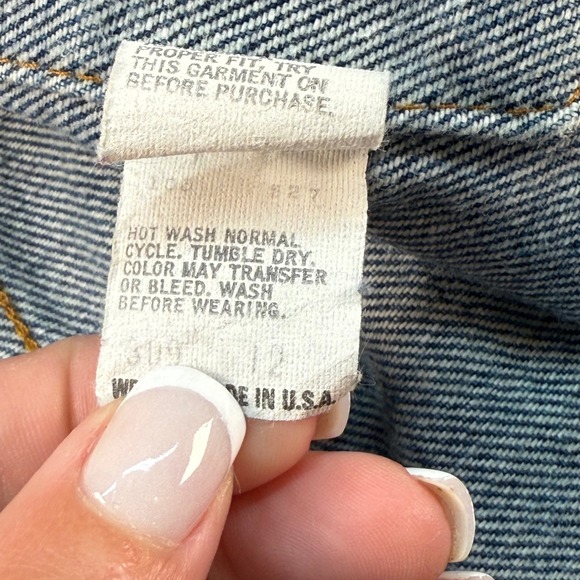 PROPER FIT, TRY
THIS GARMENT ON
BEFORE PURCHASE.
527
HOT WASH NORMAL
CYCLE. TUMBLE DRY.
COLOR MAY TRANSFER
OR BLEED. WASH
BEFORE WEARING.
12
IN U.S.A.